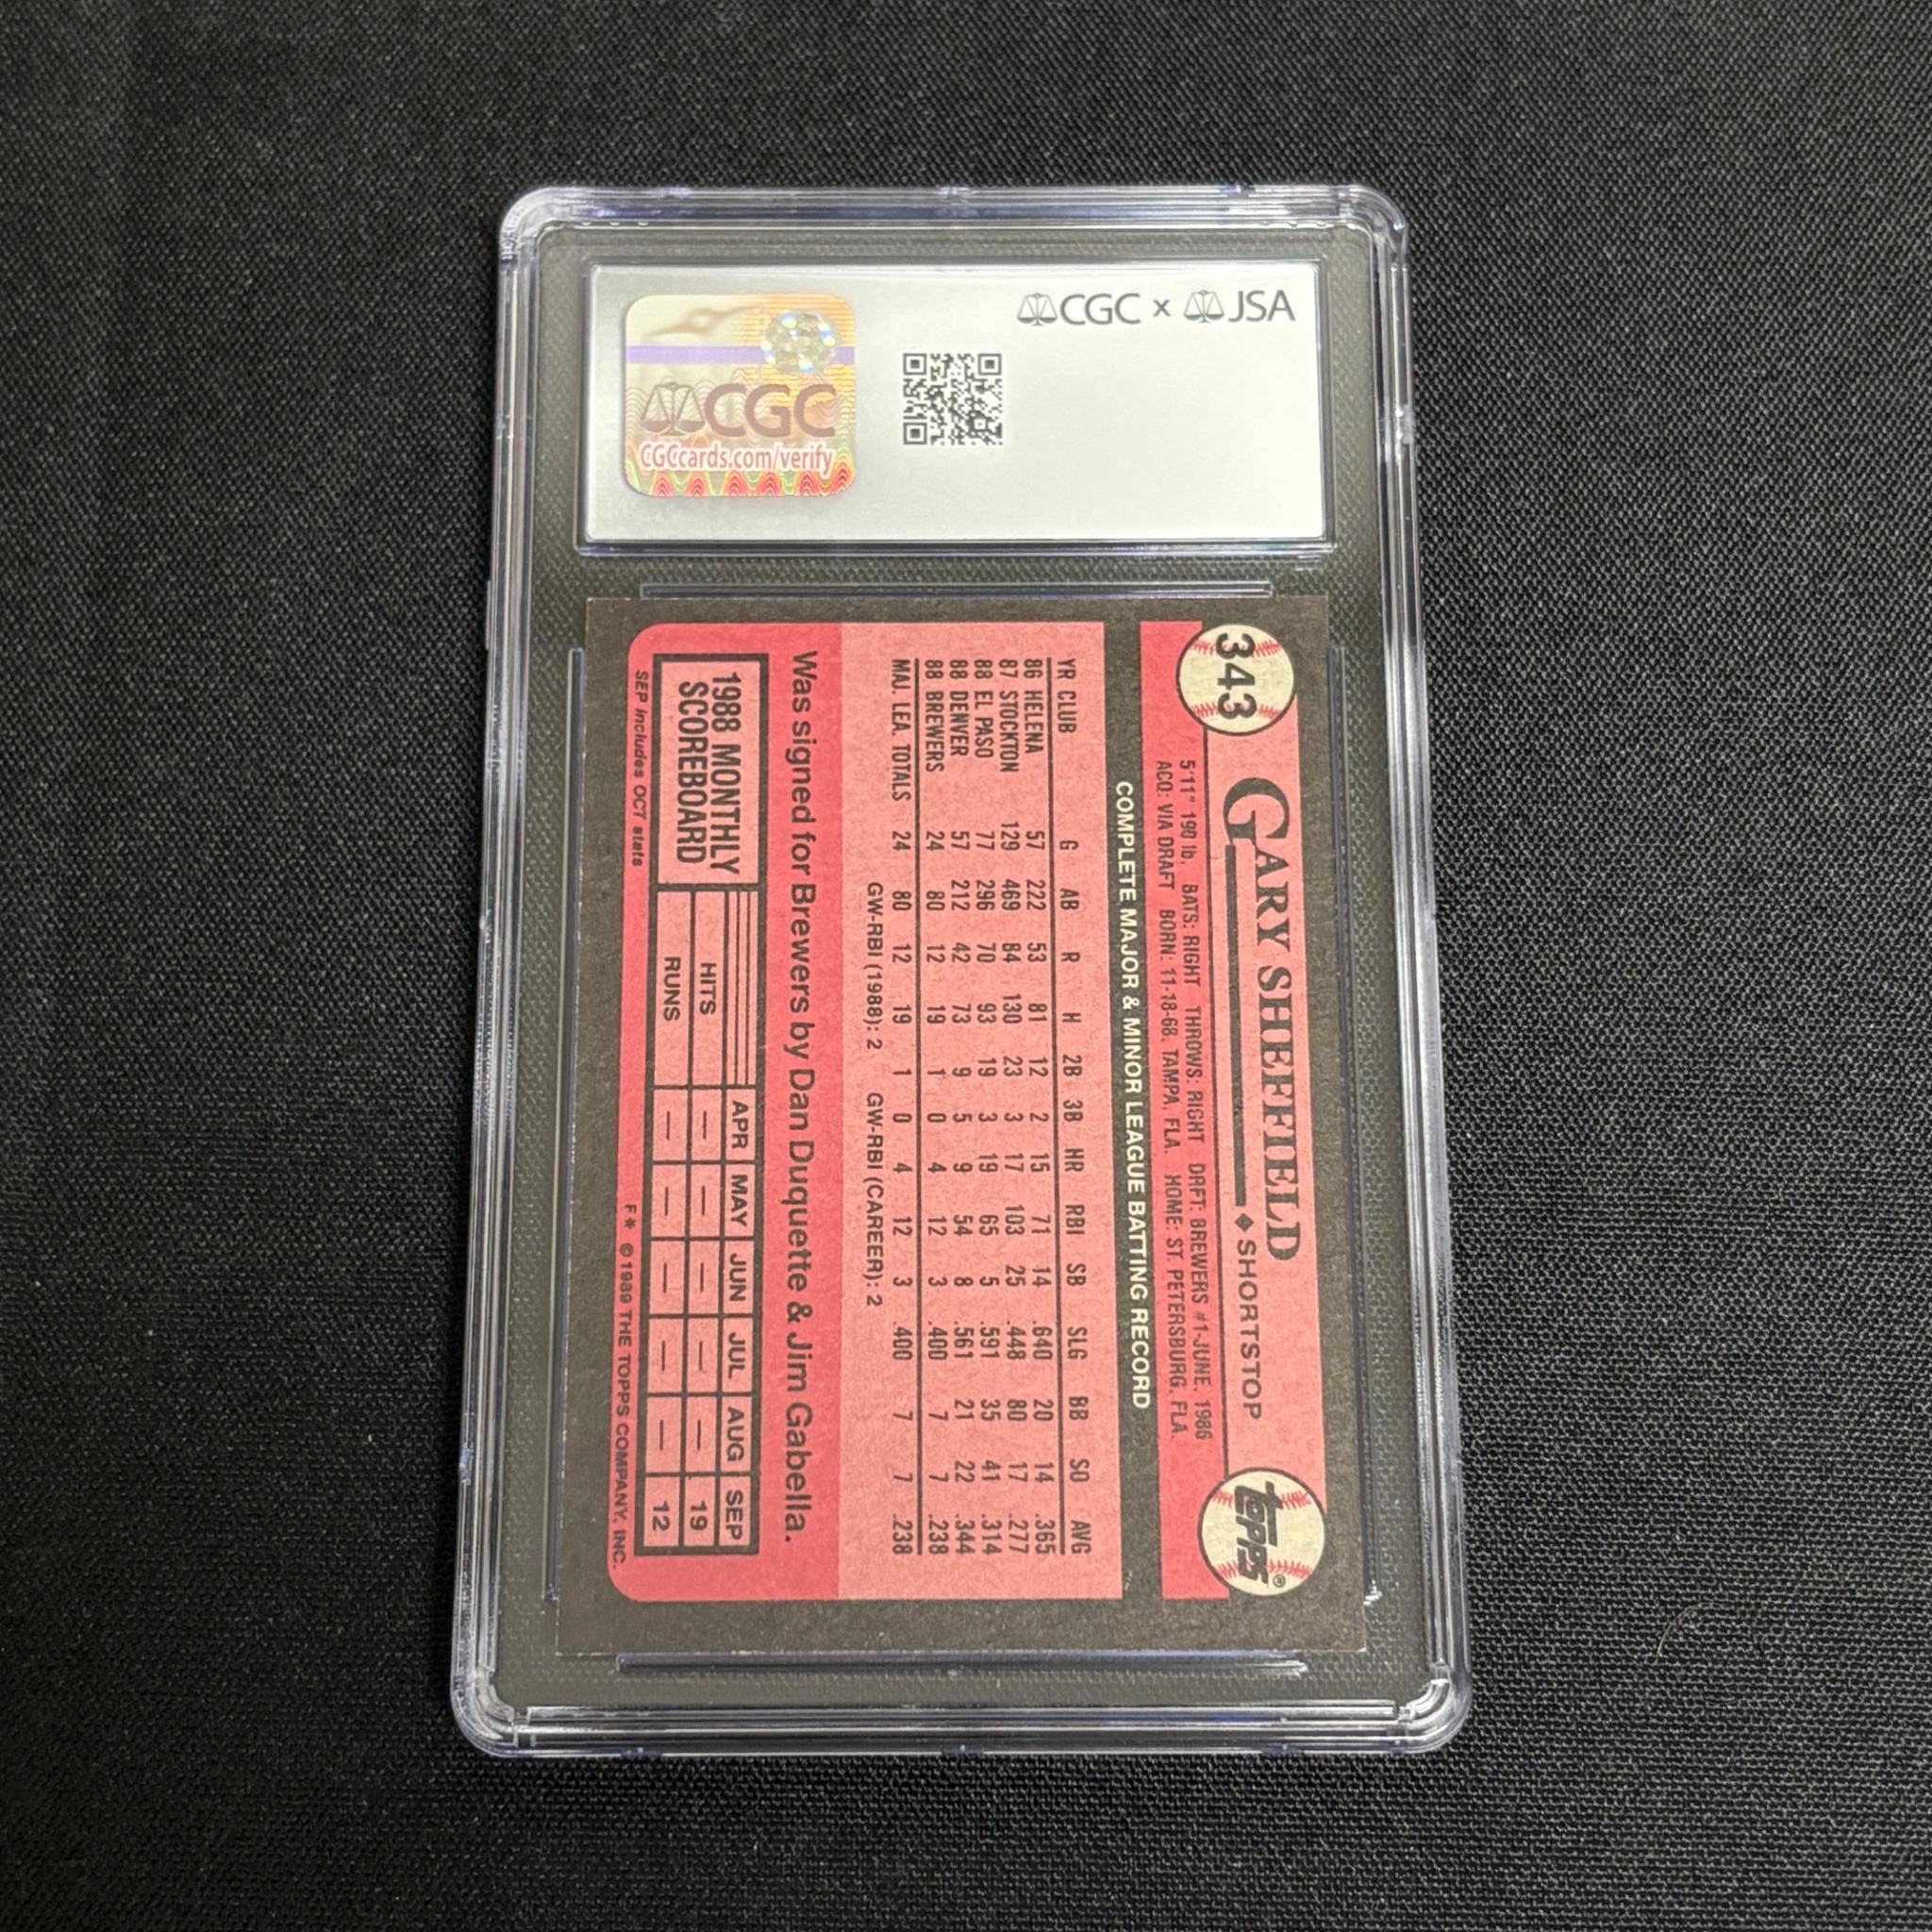 CGC x JSA
CGC
CGCcards.com/verify
343
GARY SHEFFIELD ◆ SHORTSTOP
topps®
5'11" 190 lb. BATS: RIGHT THROWS: RIGHT DRFT: BREWERS #1-JUNE, 1986
ACQ: VIA DRAFT BORN: 11-18-68, TAMPA, FLA. HOME: ST. PETERSBURG, FLA.
COMPLETE MAJOR & MINOR LEAGUE BATTING RECORD
YR CLUB G AB R H 2B 3B HR RBI SB SLG BB SO AVG
86 HELENA 57 222 53 81 12 2 15 71 14 .640 20 14 .365
87 STOCKTON 129 469 84 130 23 3 17 103 25 .448 80 17 .277
88 EL PASO 77 296 70 93 19 3 19 65 5 .591 35 41 .314
88 DENVER 57 212 42 73 9 5 9 54 8 .561 21 22 .344
88 BREWERS 24 80 12 19 1 0 4 12 3 .400 7 7 .238
MAJ. LEA. TOTALS 24 80 12 19 1 0 4 12 3 .400 7 7 .238
GW-RBI (1988): 2 GW-RBI (CAREER): 2
Was signed for Brewers by Dan Duquette & Jim Gabella.
1988 MONTHLY
SCOREBOARD
APR MAY JUN JUL AUG SEP
HITS — — — — — 19
RUNS — — — — — 12
SEP includes OCT stats
F* © 1989 THE TOPPS COMPANY, INC.